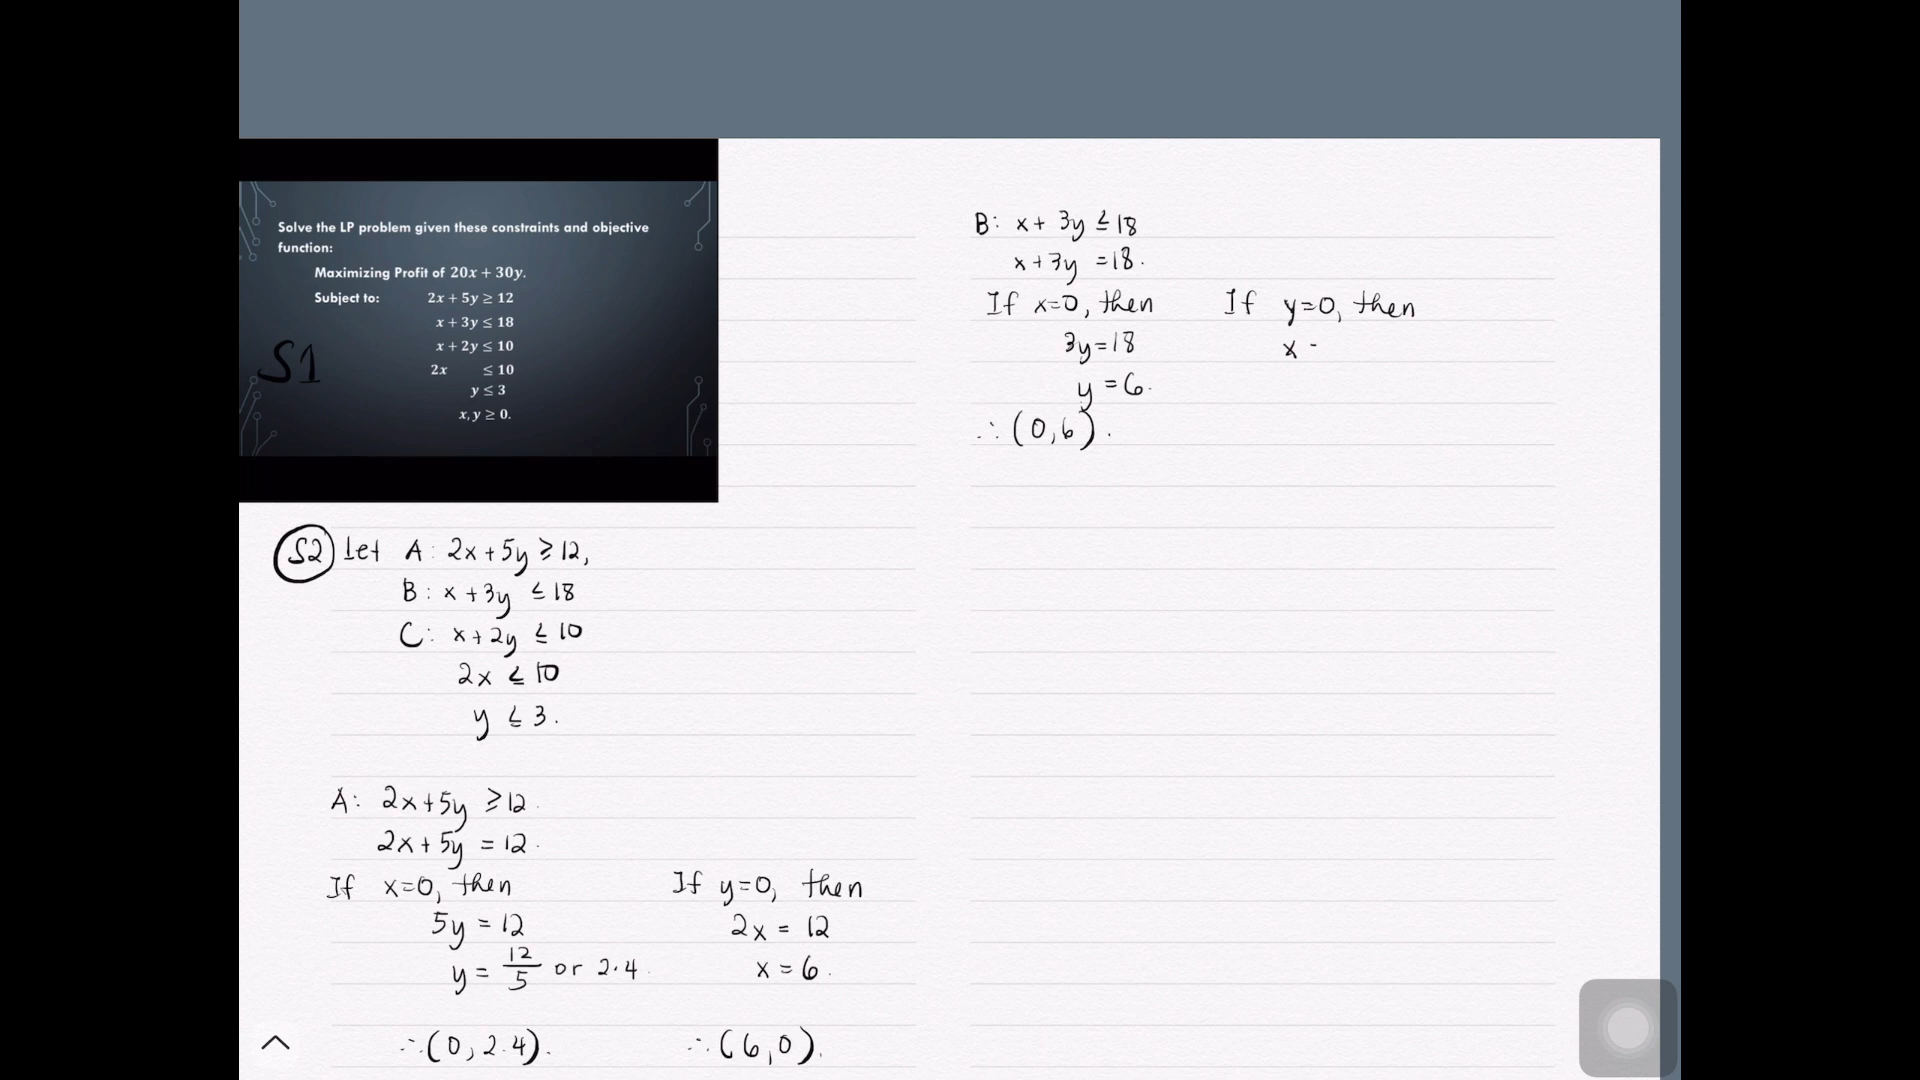 Solve the LP problem given these constraints and objective
function:
Maximizing Profit of 20x + 30y.
Subject to: 2x + 5y ≥ 12
x + 3y ≤ 18
x + 2y ≤ 10
2x ≤ 10
y ≤ 3
x, y ≥ 0.
S1
S2 Let A: 2x + 5y ≥ 12,
B: x + 3y ≤ 18
C: x + 2y ≤ 10
2x ≤ 10
y ≤ 3.
A: 2x + 5y ≥ 12.
2x + 5y = 12.
If x=0, then
5y = 12
y = 12/5 or 2.4.
∴ (0, 2.4).
If y=0, then
2x = 12
x = 6.
∴ (6, 0).
B: x + 3y ≤ 18
x + 3y = 18.
If x=0, then
3y = 18
y = 6.
∴ (0, 6).
If y=0, then
x -